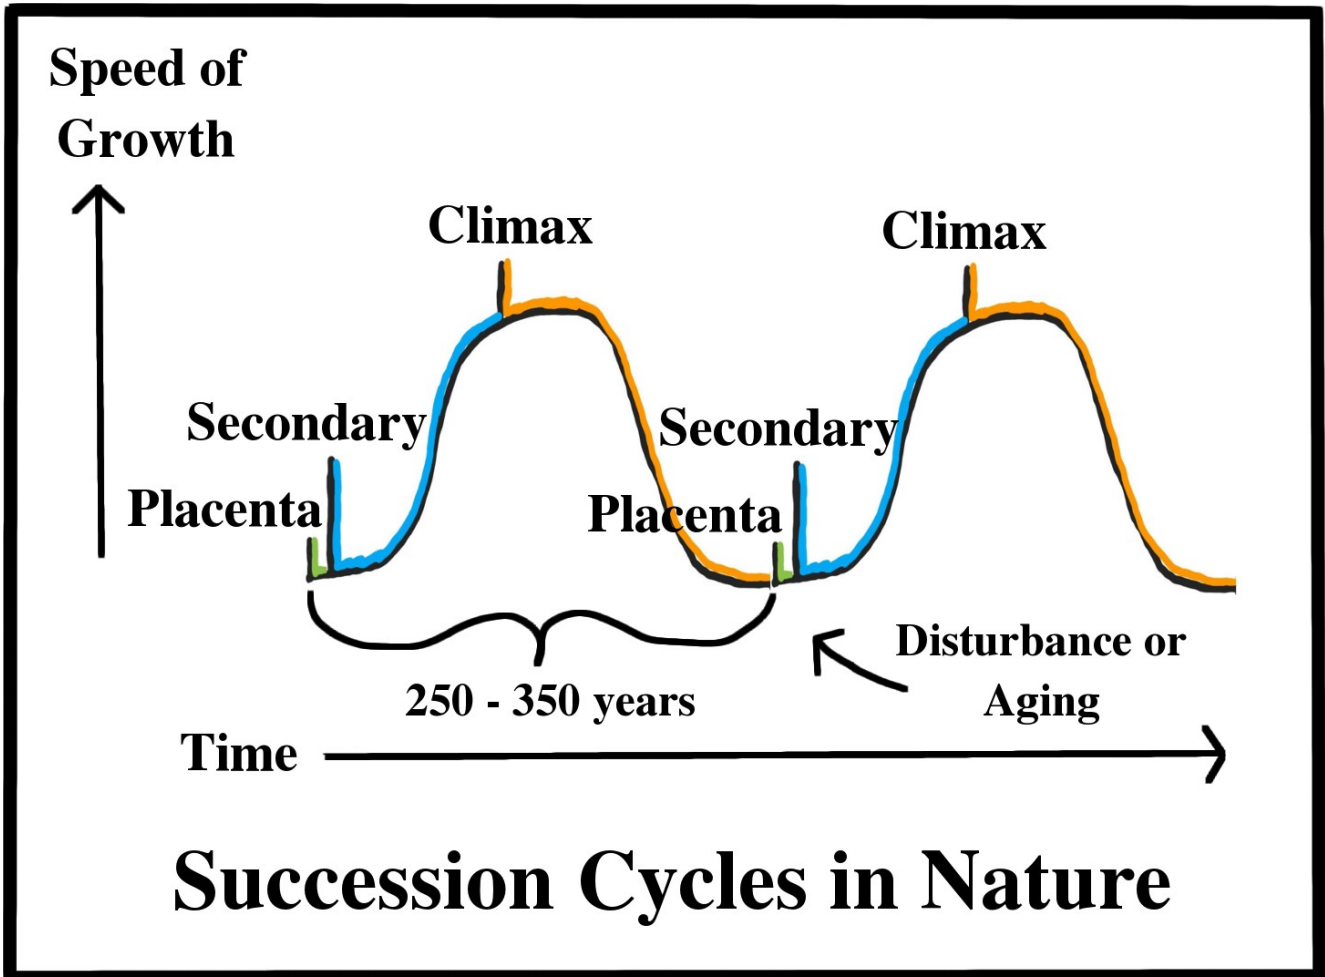 Speed of
Growth
Climax
Climax
Secondary
Secondary
Placenta
Placenta
250 - 350 years
Disturbance or
Aging
Time
Succession Cycles in Nature